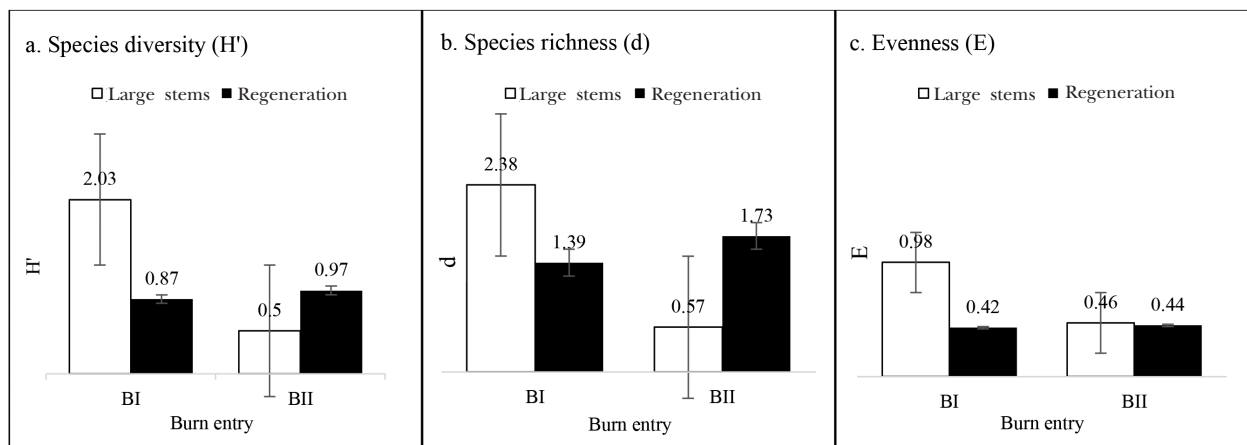 a. Species diversity (H')
Large stems Regeneration
2.03
0.87
0.5
0.97
H'
BI BII
Burn entry
b. Species richness (d)
Large stems Regeneration
2.38
1.39
0.57
1.73
d
BI BII
Burn entry
c. Evenness (E)
Large stems Regeneration
0.98
0.42
0.46
0.44
E
BI BII
Burn entry